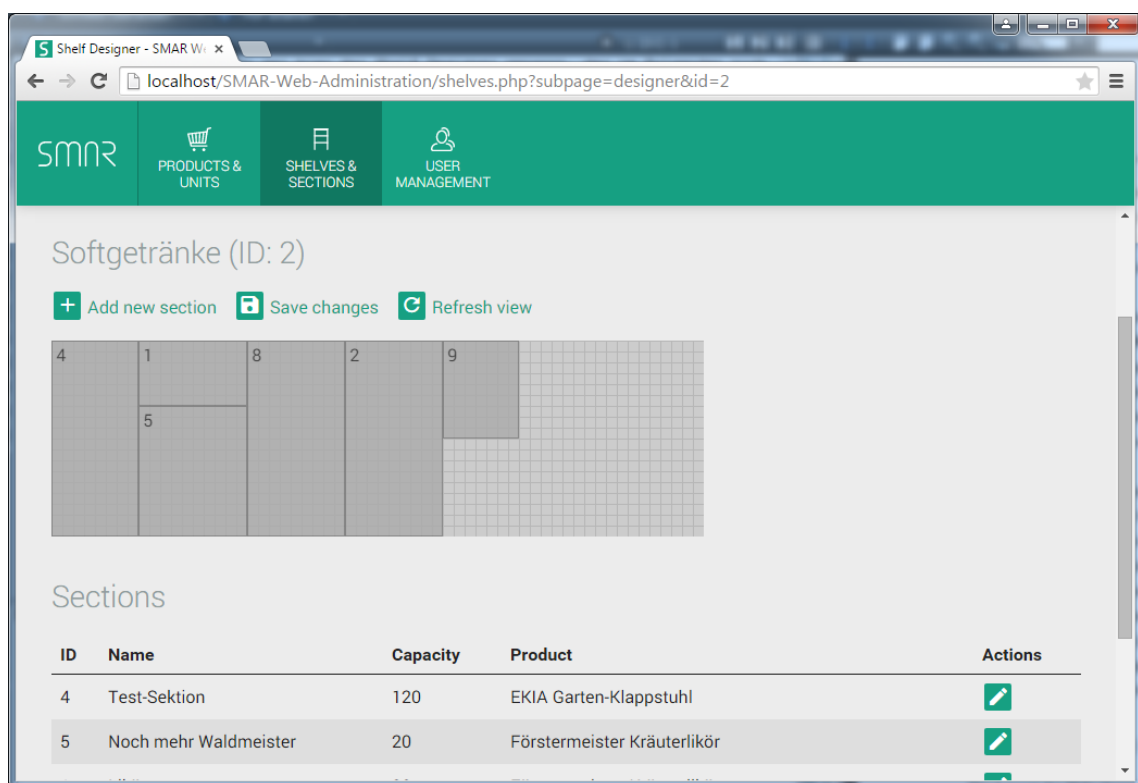 Shelf Designer - SMAR W
localhost/SMAR-Web-Administration/shelves.php?subpage=designer&id=2
SMAR
PRODUCTS &
UNITS
SHELVES &
SECTIONS
USER
MANAGEMENT
Softgetränke (ID: 2)
Add new section Save changes Refresh view
4 1 8 2 9
5
Sections
ID Name Capacity Product Actions
4 Test-Sektion 120 EKIA Garten-Klappstuhl
5 Noch mehr Waldmeister 20 Förstermeister Kräuterlikör